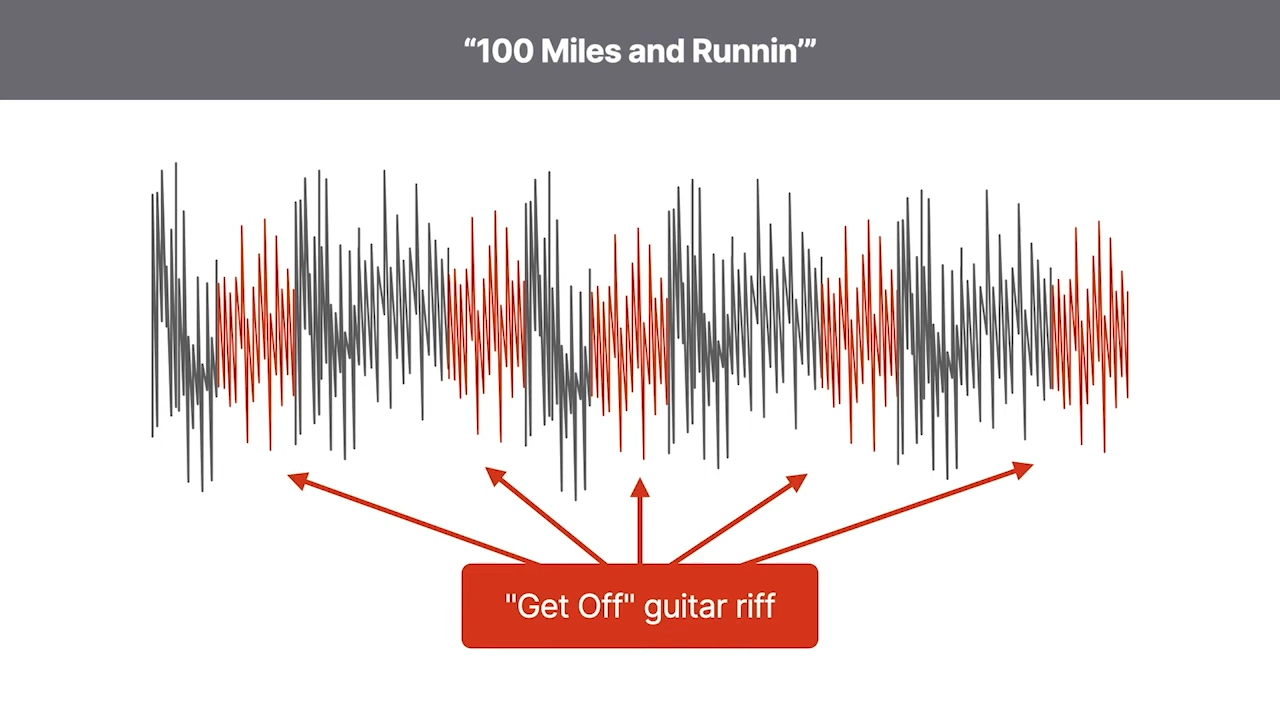 “100 Miles and Runnin’”
"Get Off" guitar riff